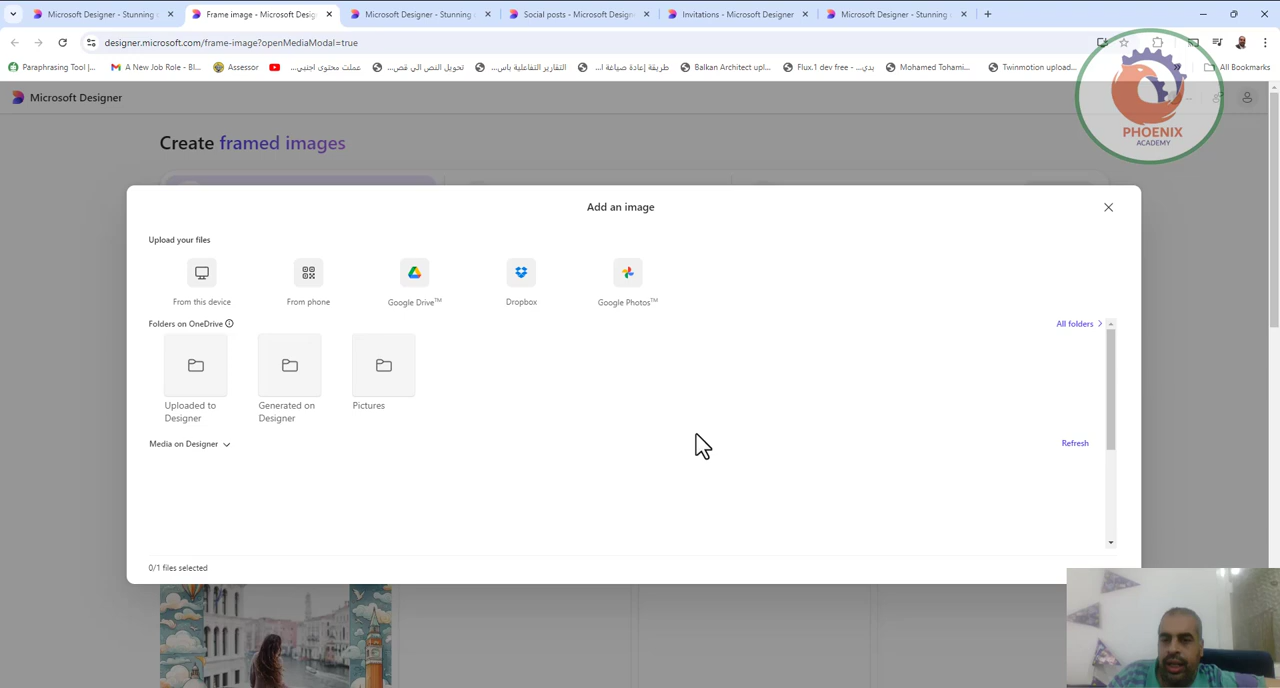 Microsoft Designer - Stunning
Frame image - Microsoft Desig
Microsoft Designer - Stunning
Social posts - Microsoft Designer
Invitations - Microsoft Designer
Microsoft Designer - Stunning
designer.microsoft.com/frame-image?openMediaModal=true
Paraphrasing Tool |...
A New Job Role - Bl...
Assessor
عملت محتوى اجنبي...
تحويل النص الي قص...
التقارير التفاعلية باس...
طريقة إعادة صياغة ا...
Balkan Architect upl...
Flux.1 dev free - بدي...
Mohamed Tohami...
Twinmotion upload...
All Bookmarks
Microsoft Designer
PHOENIX
ACADEMY
Create framed images
Add an image
Upload your files
From this device
From phone
Google Drive™
Dropbox
Google Photos™
Folders on OneDrive
All folders
Uploaded to
Designer
Generated on
Designer
Pictures
Media on Designer
Refresh
0/1 files selected